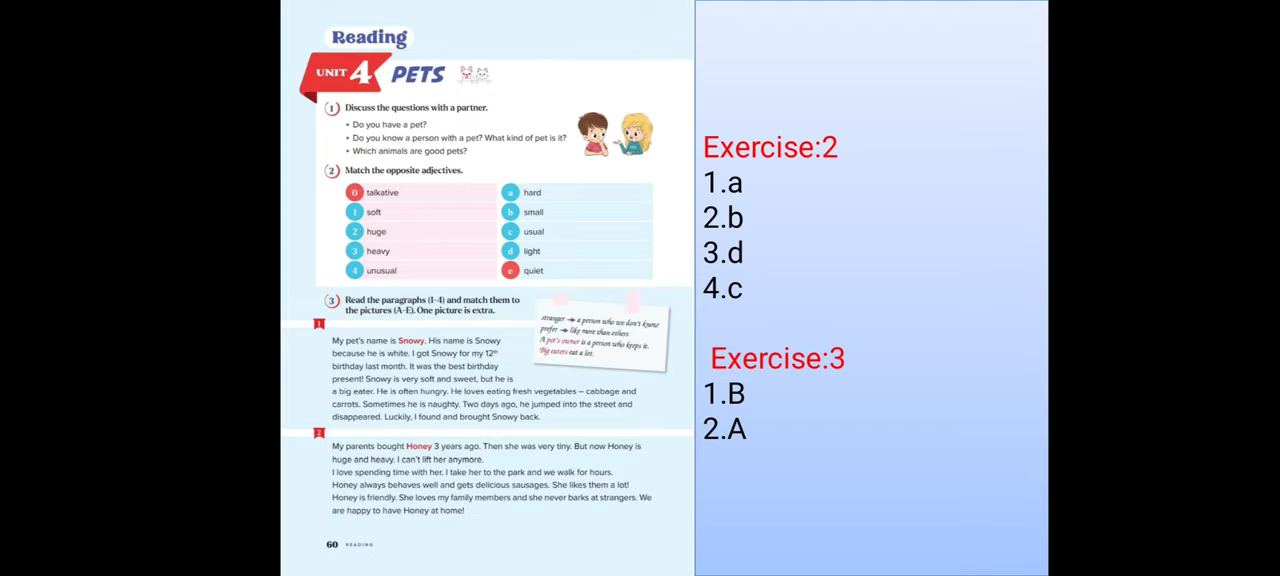 Reading
UNIT 4 PETS
1 Discuss the questions with a partner.
• Do you have a pet?
• Do you know a person with a pet? What kind of pet is it?
• Which animals are good pets?
2 Match the opposite adjectives.
0 talkative
1 soft
2 huge
3 heavy
4 unusual
a hard
b small
c usual
d light
e quiet
3 Read the paragraphs (1–4) and match them to
the pictures (A–E). One picture is extra.
stranger → a person who we don't know
prefer → like more than others
A pet's owner is a person who keeps it.
Big eaters eat a lot.
1
My pet's name is Snowy. His name is Snowy
because he is white. I got Snowy for my 12th
birthday last month. It was the best birthday
present! Snowy is very soft and sweet, but he is
a big eater. He is often hungry. He loves eating fresh vegetables – cabbage and
carrots. Sometimes he is naughty. Two days ago, he jumped into the street and
disappeared. Luckily, I found and brought Snowy back.
2
My parents bought Honey 3 years ago. Then she was very tiny. But now Honey is
huge and heavy. I can't lift her anymore.
I love spending time with her. I take her to the park and we walk for hours.
Honey always behaves well and gets delicious sausages. She likes them a lot!
Honey is friendly. She loves my family members and she never barks at strangers. We
are happy to have Honey at home!
60 READING
Exercise:2
1.a
2.b
3.d
4.c
Exercise:3
1.B
2.A